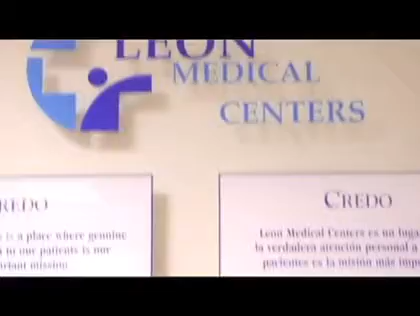 LEON
MEDICAL
CENTERS
REDO
is a place where genuine
to our patients is our
rtant mission
CREDO
Leon Medical Centers es un luga
la verdadera atención personal a
pacientes es la misión más impo